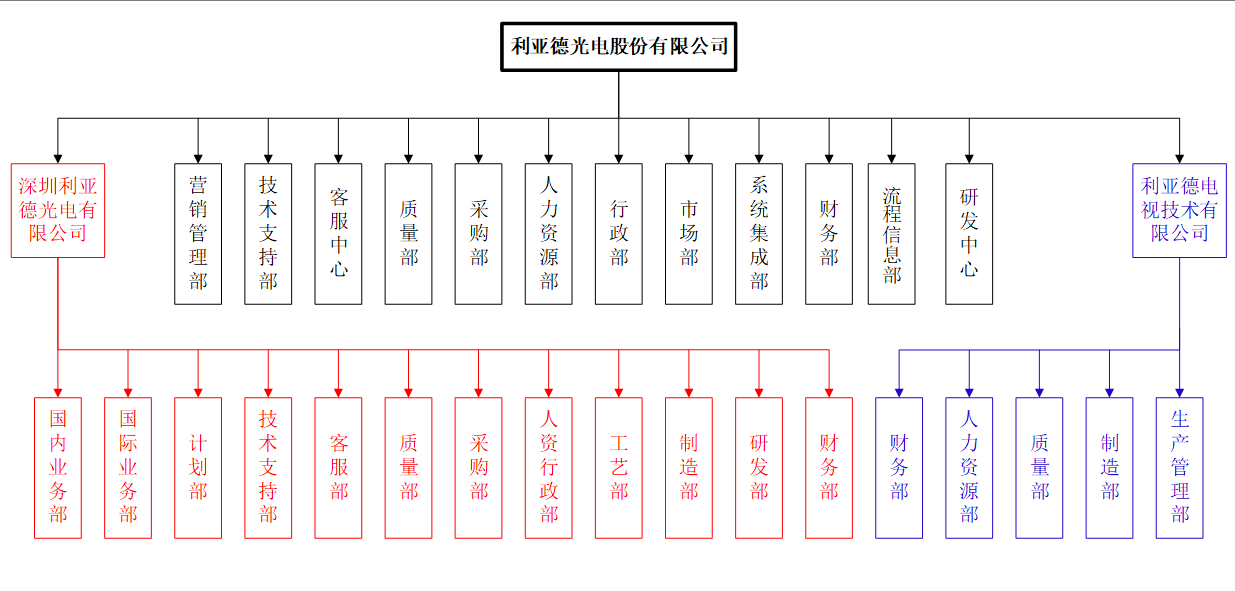 利亚德光电股份有限公司
深圳利亚
德光电有
限公司
营销管理部
技术支持部
客服中心
质量部
采购部
人力资源部
行政部
市场部
系统集成部
财务部
流程信息部
研发中心
利亚德电
视技术有
限公司
国内业务部
国际业务部
计划部
技术支持部
客服部
质量部
采购部
人资行政部
工艺部
制造部
研发部
财务部
财务部
人力资源部
质量部
制造部
生产管理部